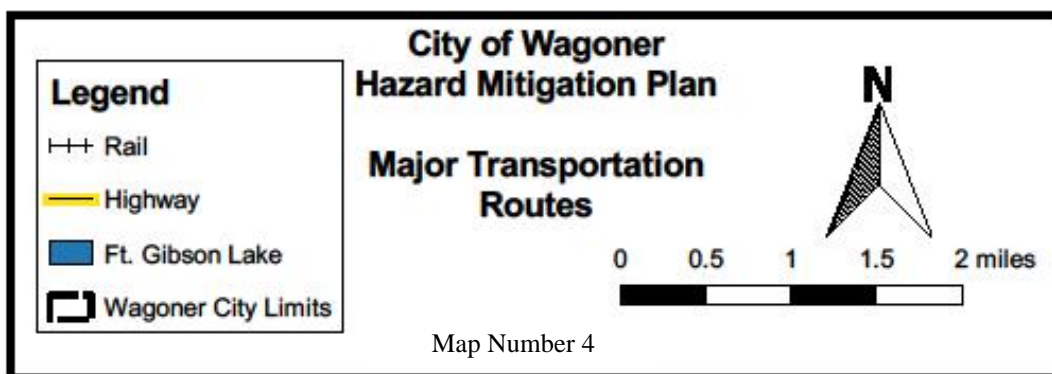 City of Wagoner
Hazard Mitigation Plan
Major Transportation
Routes
Legend
Rail
Highway
Ft. Gibson Lake
Wagoner City Limits
N
0 0.5 1 1.5 2 miles
Map Number 4